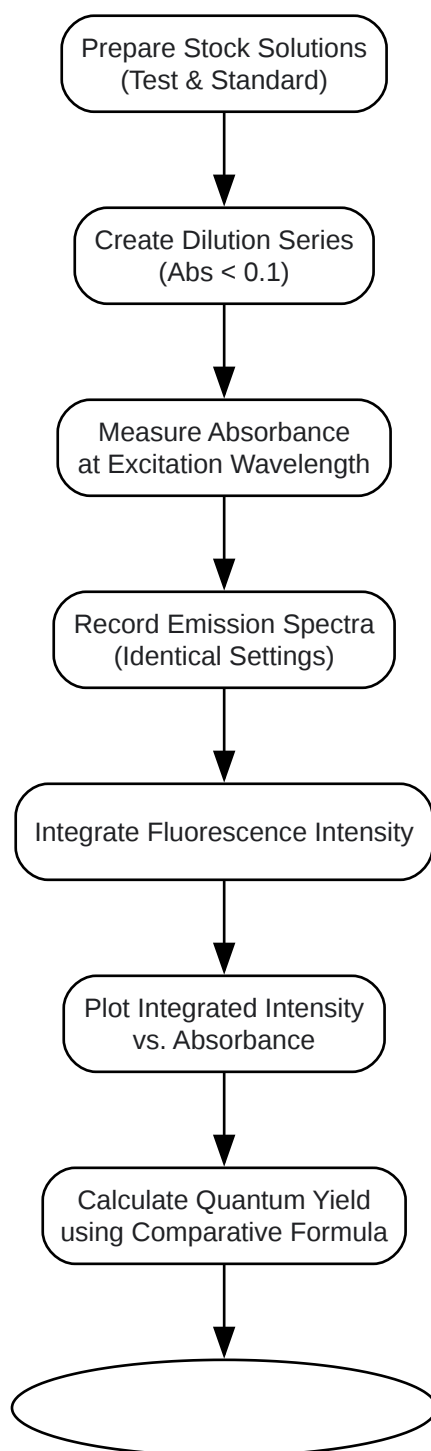 Prepare Stock Solutions
(Test & Standard)
Create Dilution Series
(Abs < 0.1)
Measure Absorbance
at Excitation Wavelength
Record Emission Spectra
(Identical Settings)
Integrate Fluorescence Intensity
Plot Integrated Intensity
vs. Absorbance
Calculate Quantum Yield
using Comparative Formula